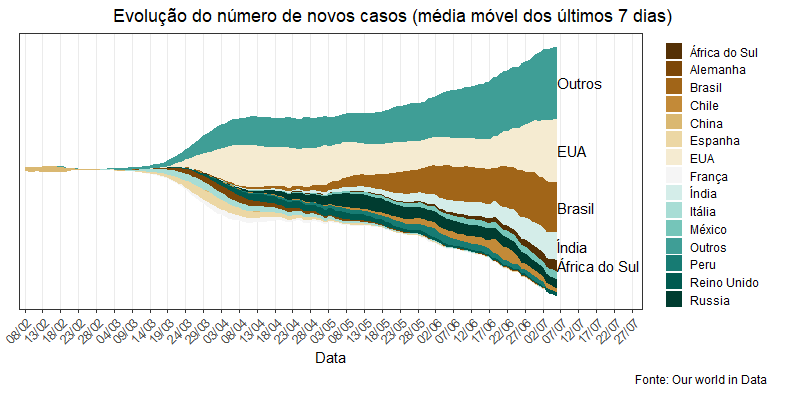 Evolução do número de novos casos (média móvel dos últimos 7 dias)
Outros
EUA
Brasil
Índia
África do Sul
África do Sul
Alemanha
Brasil
Chile
China
Espanha
EUA
França
Índia
Itália
México
Outros
Peru
Reino Unido
Russia
08/02 13/02 18/02 23/02 28/02 04/03 09/03 14/03 19/03 24/03 29/03 03/04 08/04 13/04 18/04 23/04 28/04 03/05 08/05 13/05 18/05 23/05 28/05 02/06 07/06 12/06 17/06 22/06 27/06 02/07 07/07 12/07 17/07 22/07 27/07
Data
Fonte: Our world in Data